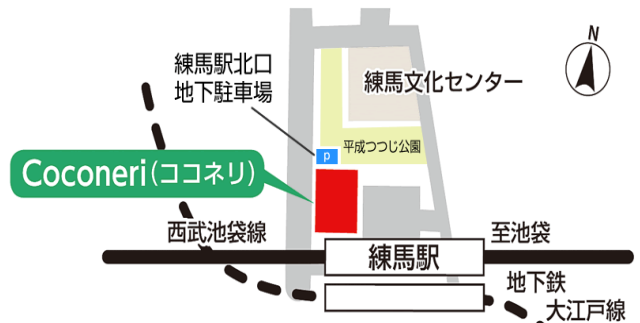 N
練馬駅北口
地下駐車場
練馬文化センター
平成つつじ公園
P
Coconeri(ココネリ)
西武池袋線
至池袋
練馬駅
地下鉄
大江戸線